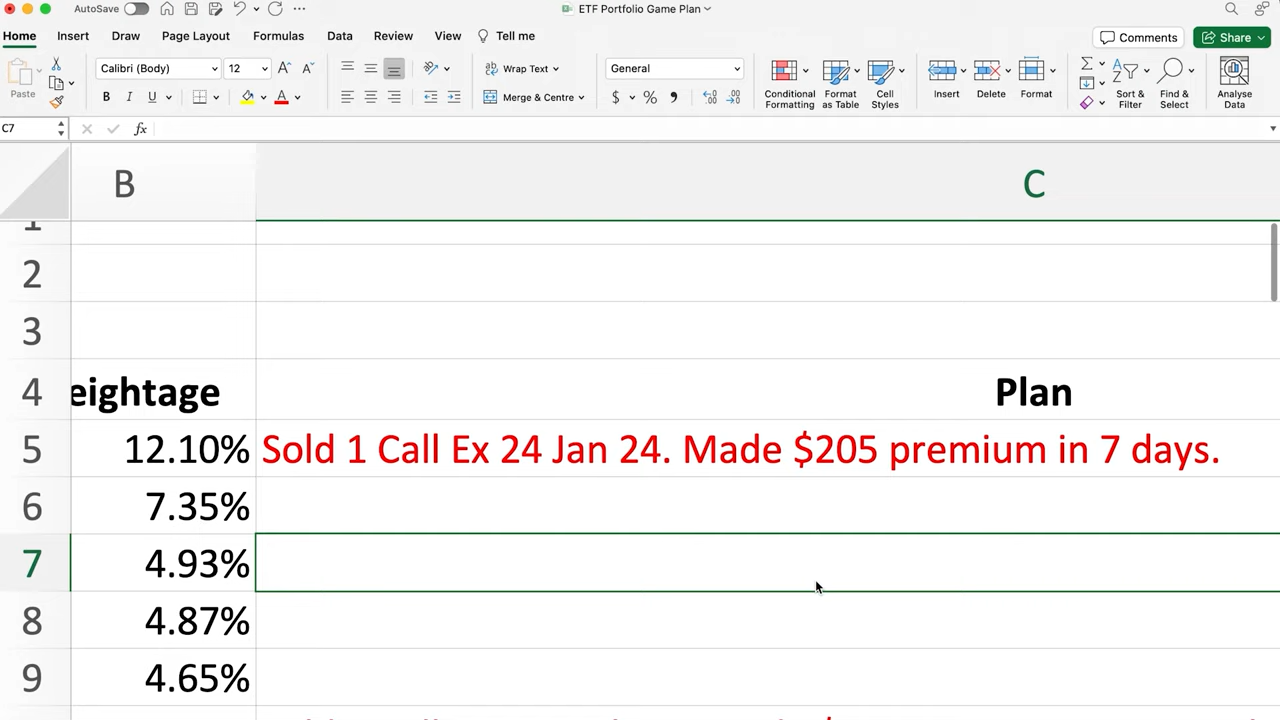 AutoSave
ETF Portfolio Game Plan
Home Insert Draw Page Layout Formulas Data Review View Tell me
Comments Share
Paste
Calibri (Body) 12
B I U A
Wrap Text
Merge & Centre
General
$ %
Conditional Formatting
Format as Table
Cell Styles
Insert
Delete
Format
Sort & Filter
Find & Select
Analyse Data
C7 fx
B C
1
2
3
4 eightage Plan
5 12.10% Sold 1 Call Ex 24 Jan 24. Made $205 premium in 7 days.
6 7.35%
7 4.93%
8 4.87%
9 4.65%